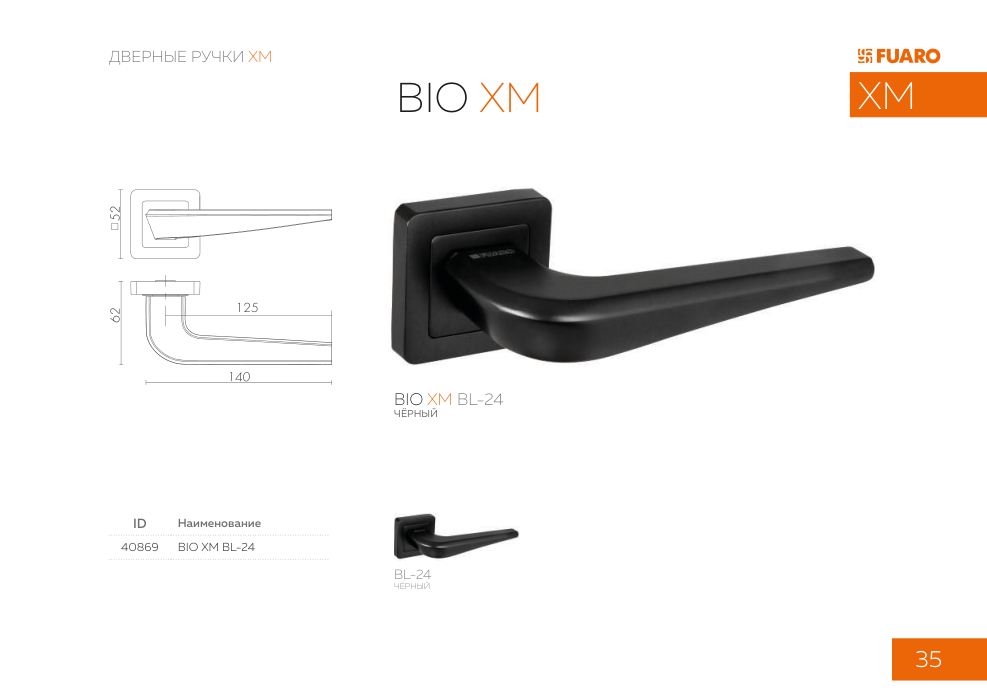 ДВЕРНЫЕ РУЧКИ XM
FUARO
XM
BIO XM
□52
62
125
140
FUARO
BIO XM BL-24
ЧЁРНЫЙ
ID Наименование
40869 BIO XM BL-24
BL-24
ЧЕРНЫЙ
35